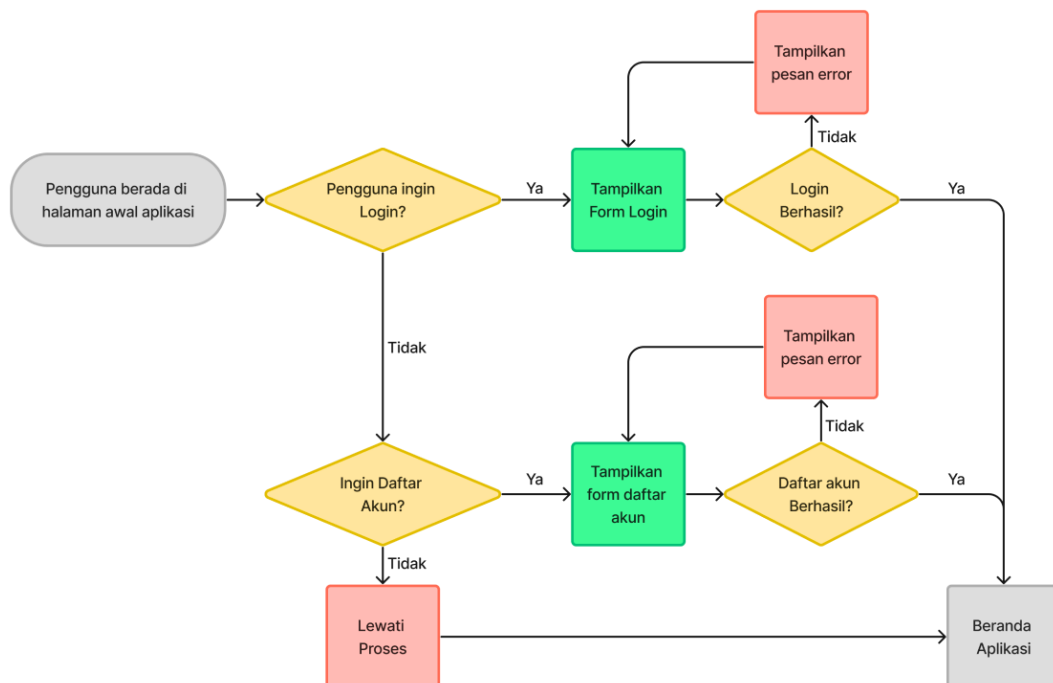 Tampilkan
pesan error
Tidak
Pengguna berada di
halaman awal aplikasi
Pengguna ingin
Login?
Ya
Tampilkan
Form Login
Login
Berhasil?
Ya
Tidak
Tampilkan
pesan error
Tidak
Ingin Daftar
Akun?
Ya
Tampilkan
form daftar
akun
Daftar akun
Berhasil?
Ya
Tidak
Lewati
Proses
Beranda
Aplikasi